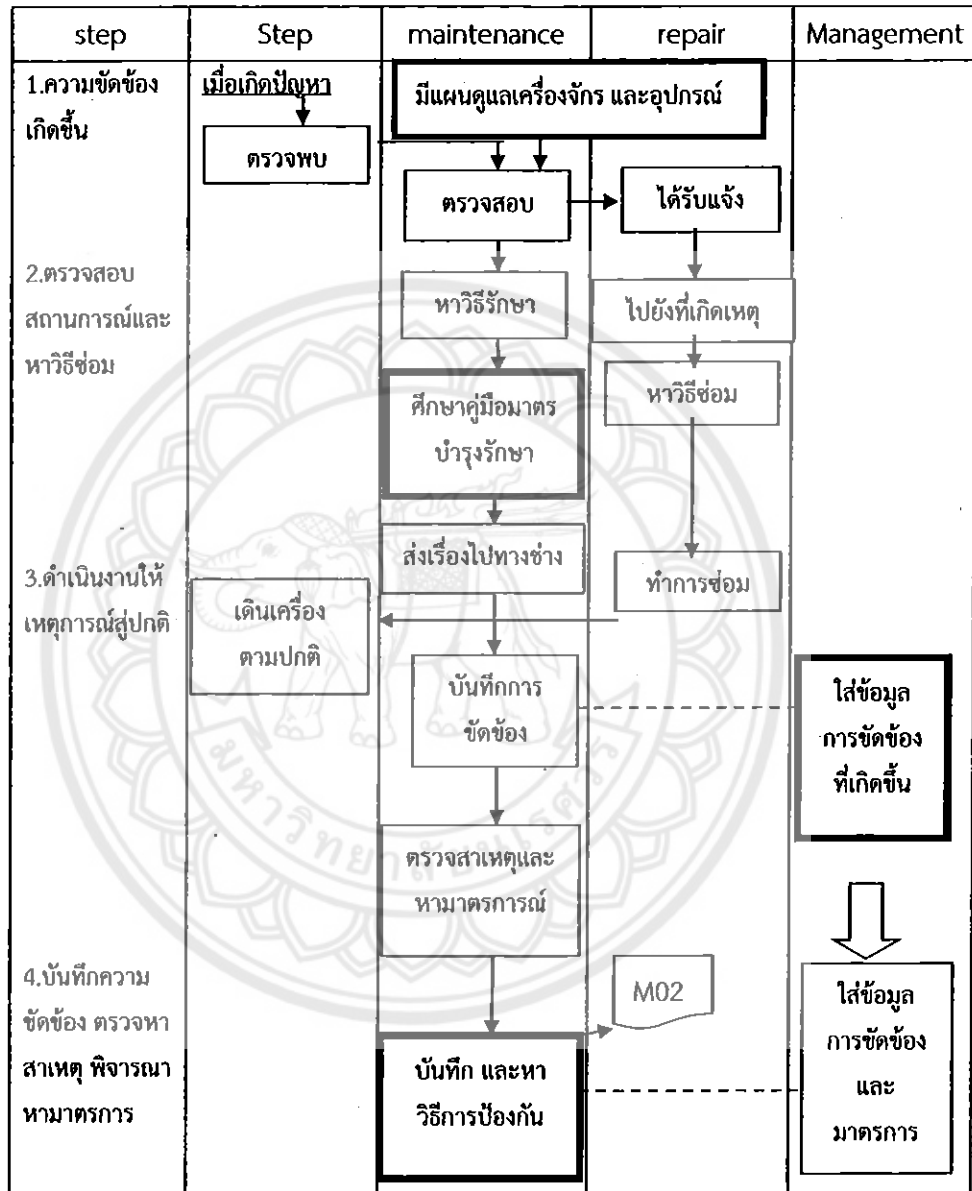 step
Step
maintenance
repair
Management
1.ความขัดข้อง
เกิดขึ้น
เมื่อเกิดปัญหา
ตรวจพบ
มีแผนดูแลเครื่องจักร และอุปกรณ์
ตรวจสอบ
ได้รับแจ้ง
2.ตรวจสอบ
สถานการณ์และ
หาวิธีซ่อม
หาวิธีรักษา
ไปยังที่เกิดเหตุ
ศึกษาคู่มือมาตร
บำรุงรักษา
หาวิธีซ่อม
ส่งเรื่องไปทางช่าง
3.ดำเนินงานให้
เหตุการณ์สู่ปกติ
เดินเครื่อง
ตามปกติ
ทำการซ่อม
บันทึกการ
ขัดข้อง
ใส่ข้อมูล
การขัดข้อง
ที่เกิดขึ้น
ตรวจสาเหตุและ
หามาตรการณ์
4.บันทึกความ
ขัดข้อง ตรวจหา
สาเหตุ พิจารณา
หามาตรการ
M02
บันทึก และหา
วิธีการป้องกัน
ใส่ข้อมูล
การขัดข้อง
และ
มาตรการ
มหาวิทยาลัยนเรศวร